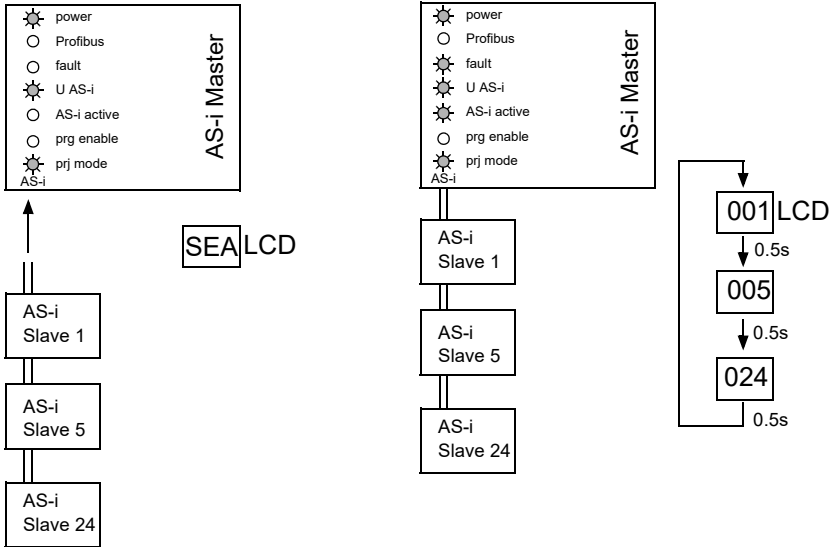 power
Profibus
fault
U AS-i
AS-i active
prg enable
prj mode
AS-i
AS-i Master
SEA LCD
AS-i
Slave 1
AS-i
Slave 5
AS-i
Slave 24
power
Profibus
fault
U AS-i
AS-i active
prg enable
prj mode
AS-i
AS-i Master
AS-i
Slave 1
AS-i
Slave 5
AS-i
Slave 24
001 LCD
0.5s
005
0.5s
024
0.5s